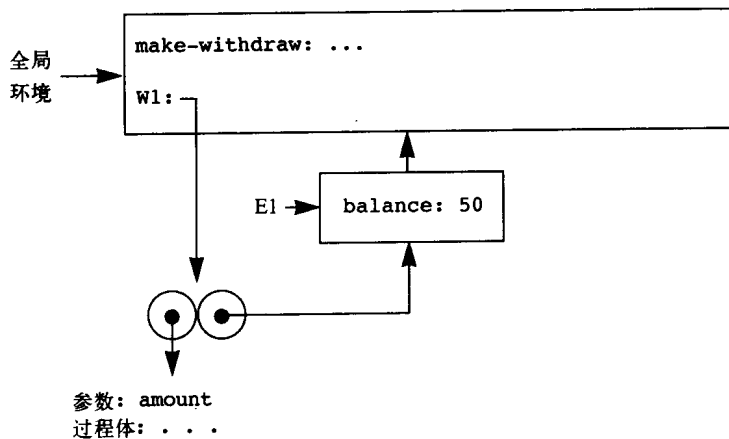 make-withdraw: ...
全局
环境
W1:
E1
balance: 50
参数: amount
过程体: . . .